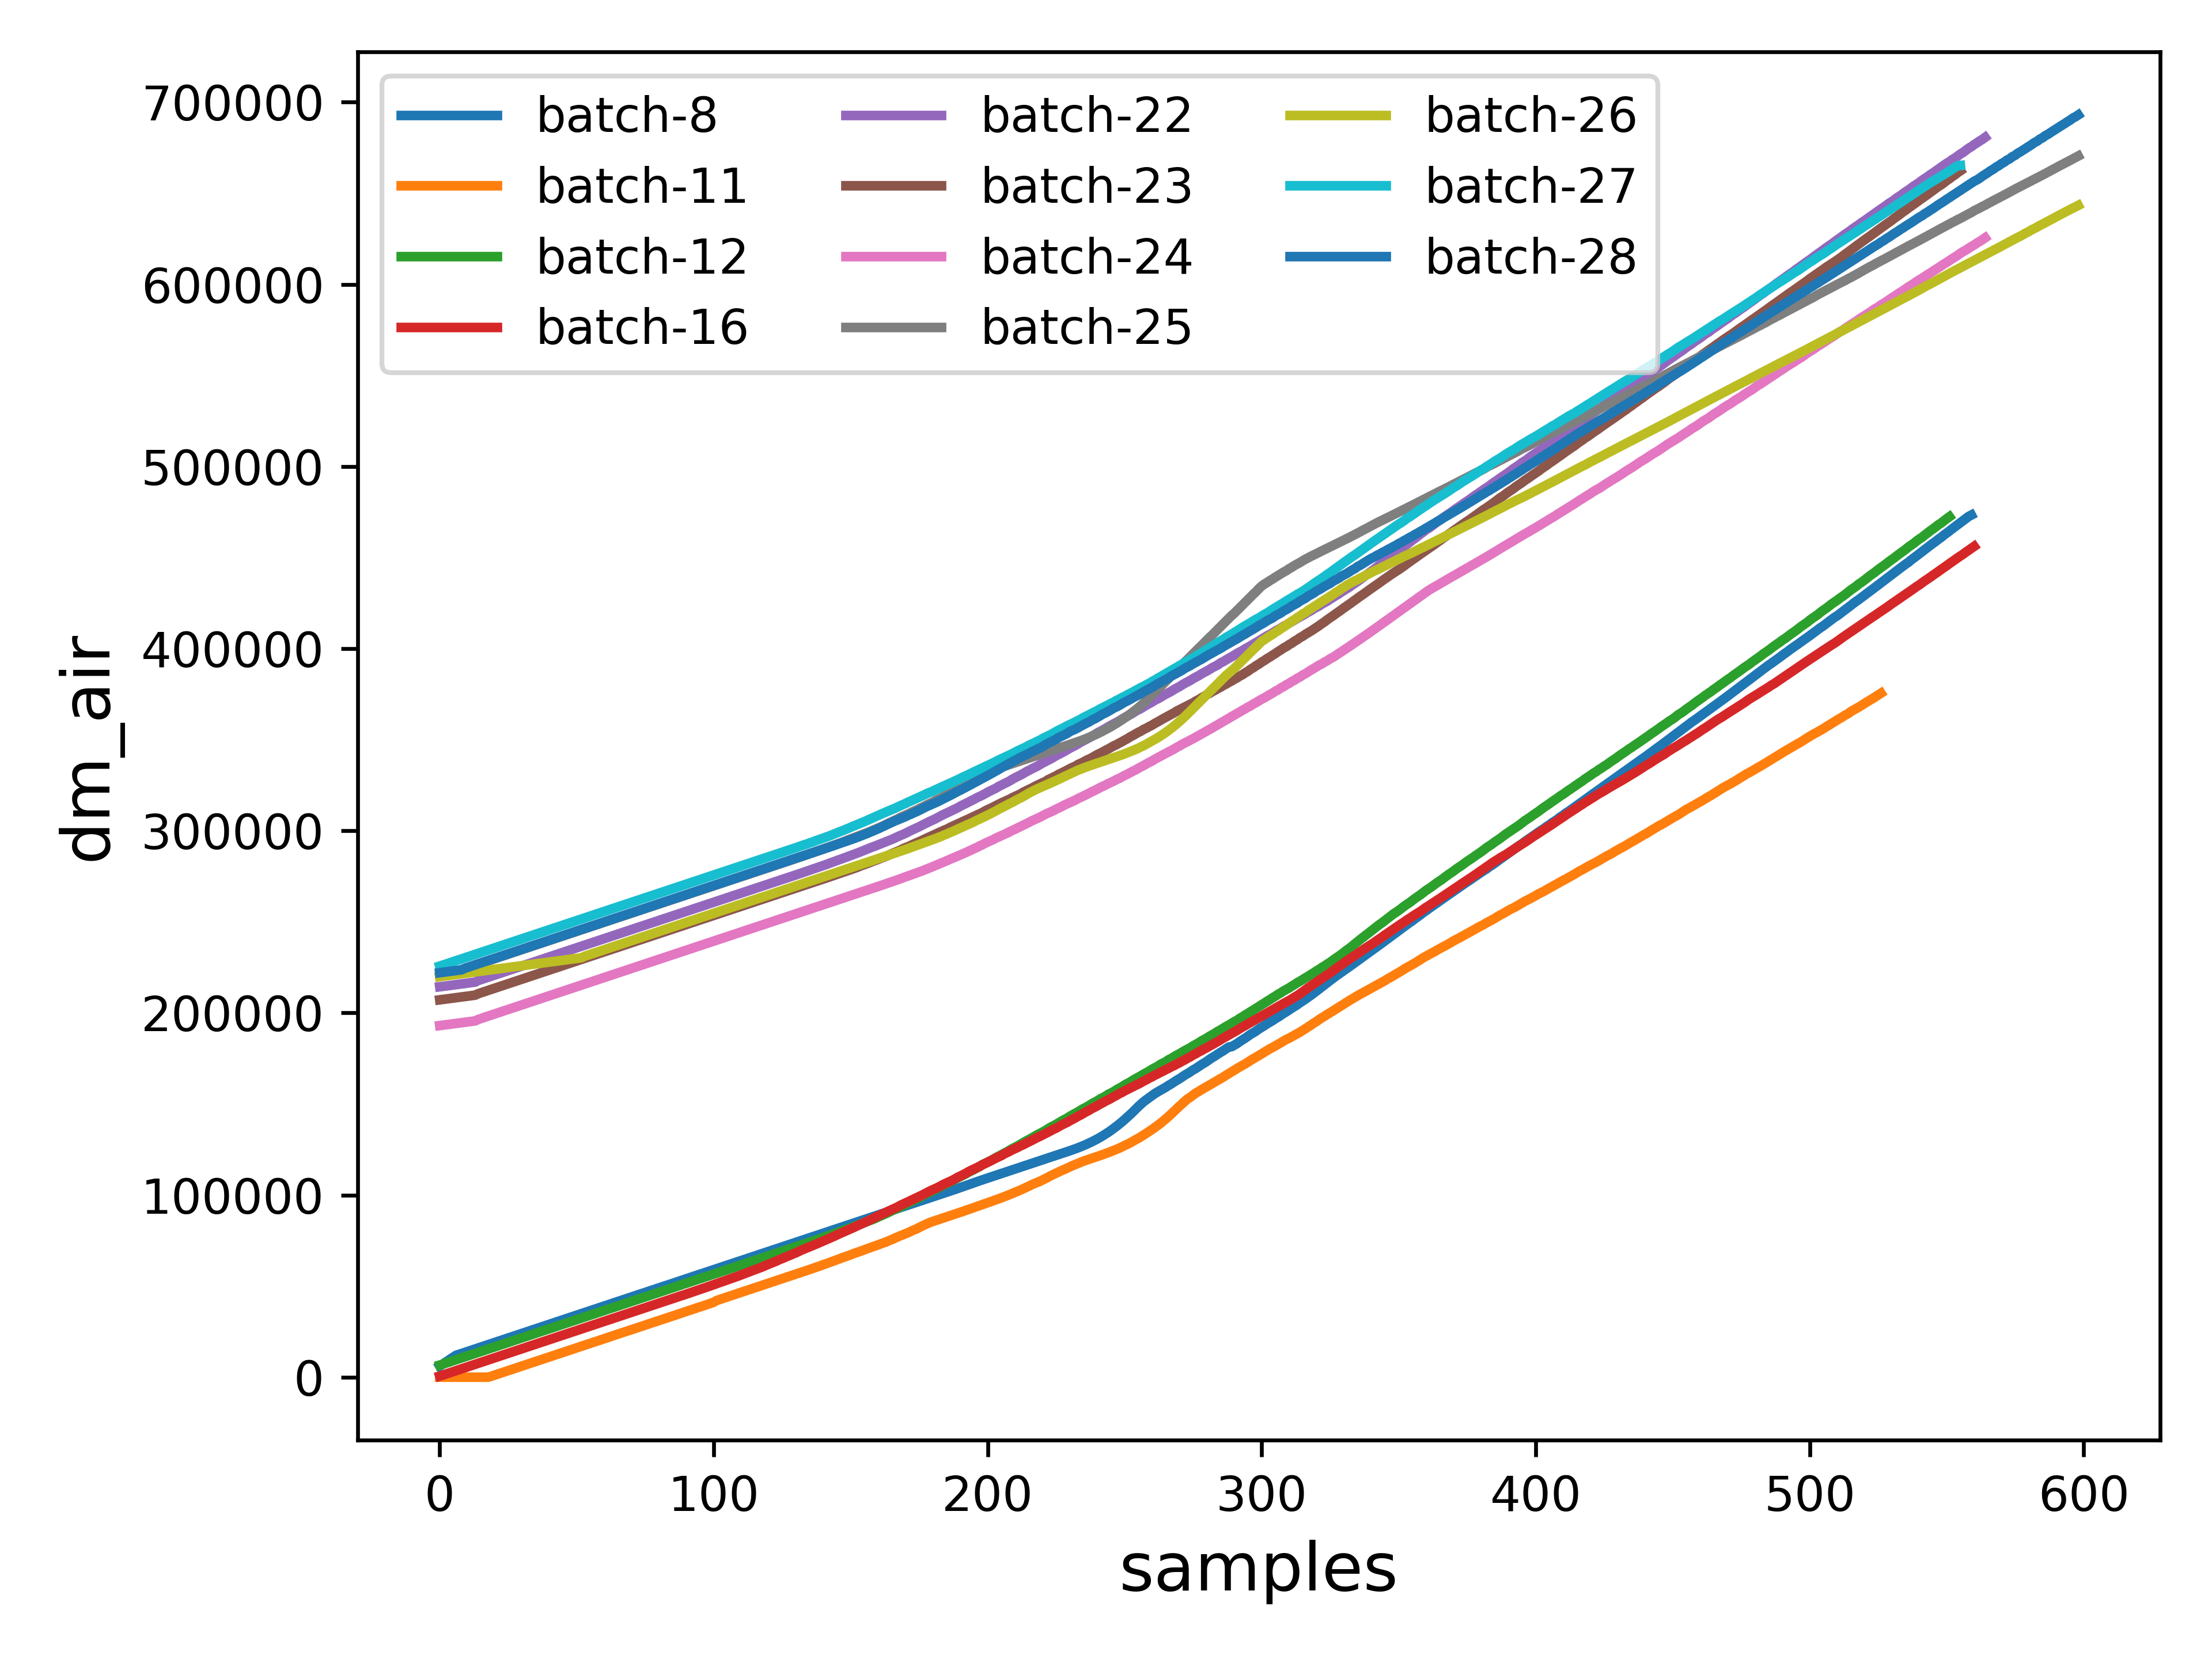 700000
600000
500000
400000
300000
200000
100000
0
dm_air
batch-8
batch-11
batch-12
batch-16
batch-22
batch-23
batch-24
batch-25
batch-26
batch-27
batch-28
0 100 200 300 400 500 600
samples